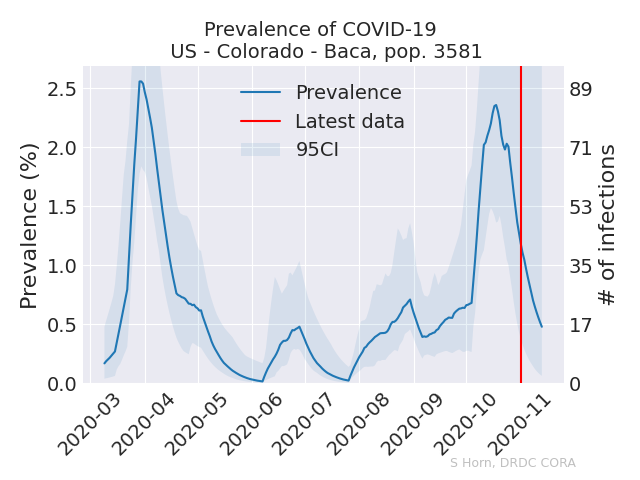 Prevalence of COVID-19
US - Colorado - Baca, pop. 3581
Prevalence (%)
2.5
2.0
1.5
1.0
0.5
0.0
Prevalence
Latest data
95CI
89
71
53
35
17
0
# of infections
2020-03
2020-04
2020-05
2020-06
2020-07
2020-08
2020-09
2020-10
2020-11
S Horn, DRDC CORA